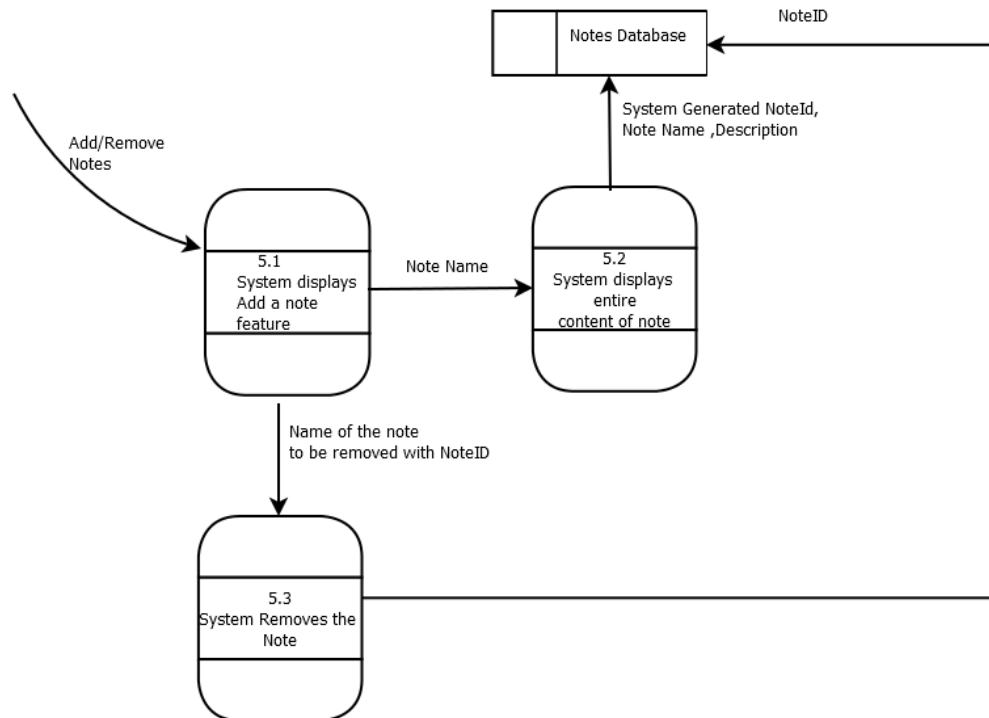 NoteID
Notes Database
System Generated NoteId,
Note Name ,Description
Add/Remove
Notes
5.1
System displays
Add a note
feature
Note Name
5.2
System displays
entire
content of note
Name of the note
to be removed with NoteID
5.3
System Removes the
Note